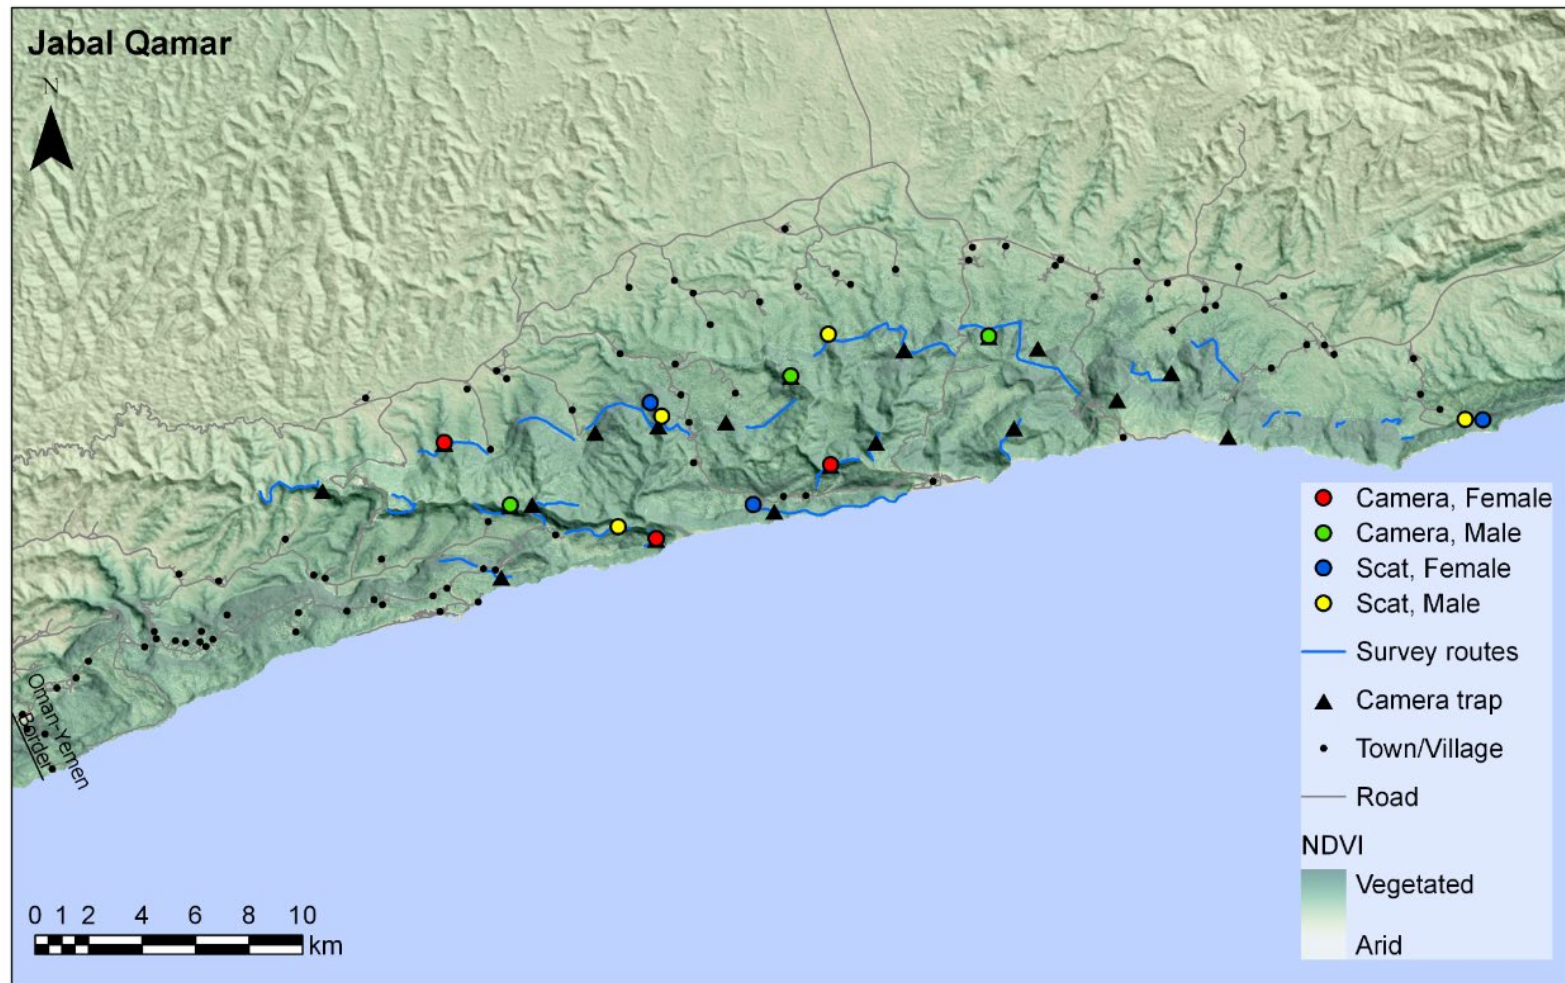 Jabal Qamar
N
Oman-Yemen
Border
Camera, Female
Camera, Male
Scat, Female
Scat, Male
Survey routes
Camera trap
Town/Village
Road
NDVI
Vegetated
Arid
0 1 2 4 6 8 10
km